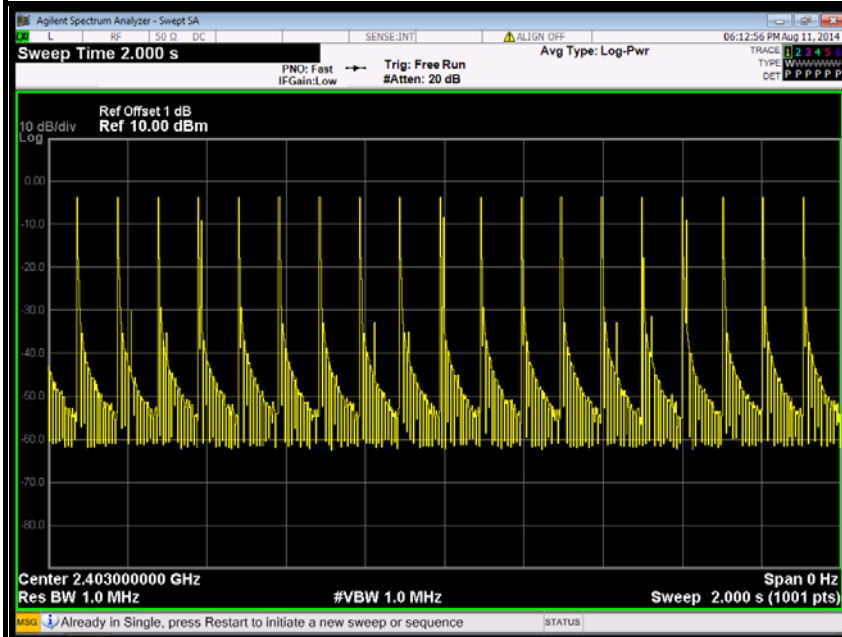 Agilent Spectrum Analyzer - Swept SA
L RF 50 Ω DC SENSE:INT ALIGN OFF 06:12:56 PM Aug 11, 2014
Sweep Time 2.000 s Avg Type: Log-Pwr TRACE 1 2 3 4 5 6
PNO: Fast Trig: Free Run TYPE WWWWWW
IFGain:Low #Atten: 20 dB DET P P P P P P
Ref Offset 1 dB
10 dB/div Ref 10.00 dBm
Log
0.00
-10.0
-20.0
-30.0
-40.0
-50.0
-60.0
-70.0
-80.0
Center 2.403000000 GHz Span 0 Hz
Res BW 1.0 MHz #VBW 1.0 MHz Sweep 2.000 s (1001 pts)
MSG Already in Single, press Restart to initiate a new sweep or sequence STATUS